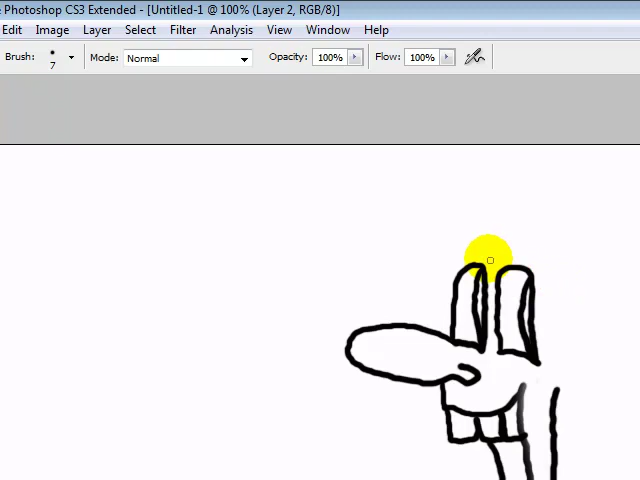 Photoshop CS3 Extended - [Untitled-1 @ 100% (Layer 2, RGB/8)]
Edit Image Layer Select Filter Analysis View Window Help
Brush: 7 Mode: Normal Opacity: 100% Flow: 100%